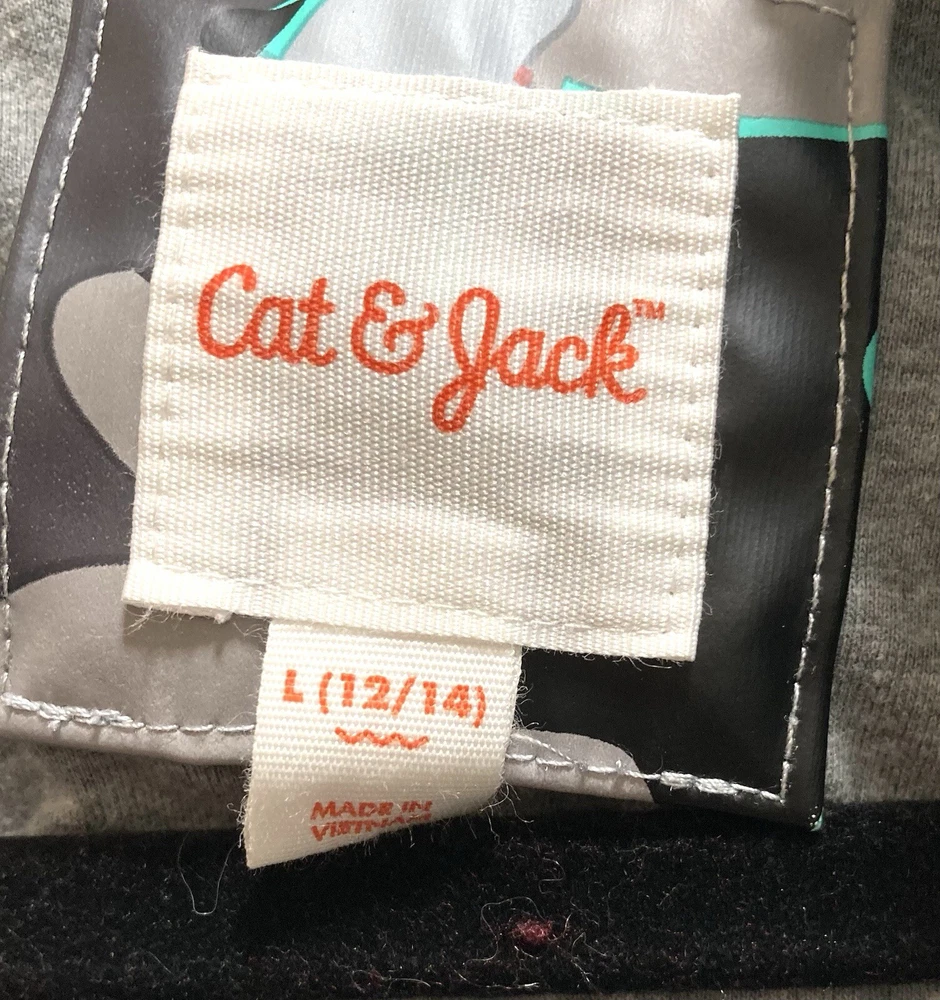 Cat & Jack™
L (12/14)
MADE IN
VIETNAM